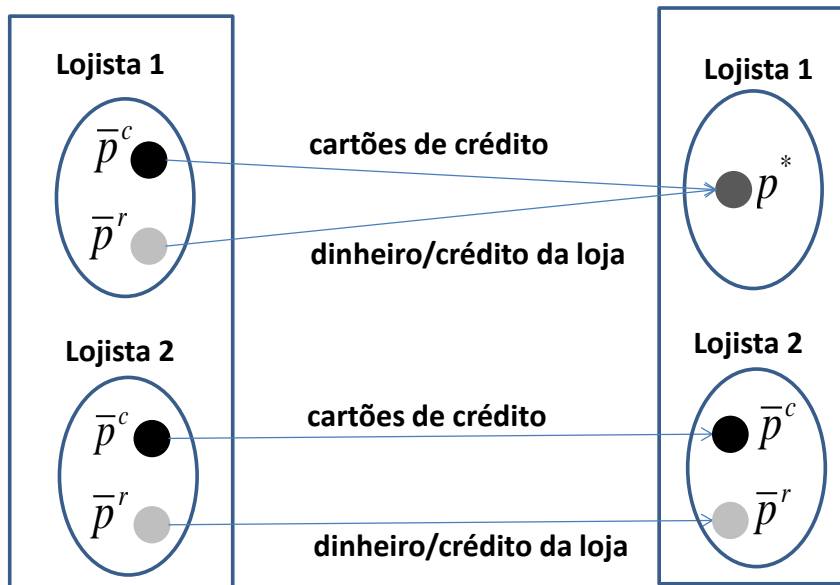 Lojista 1
p̅ᶜ
p̅ʳ
cartões de crédito
dinheiro/crédito da loja
Lojista 1
p*
Lojista 2
p̅ᶜ
p̅ʳ
cartões de crédito
dinheiro/crédito da loja
Lojista 2
p̅ᶜ
p̅ʳ